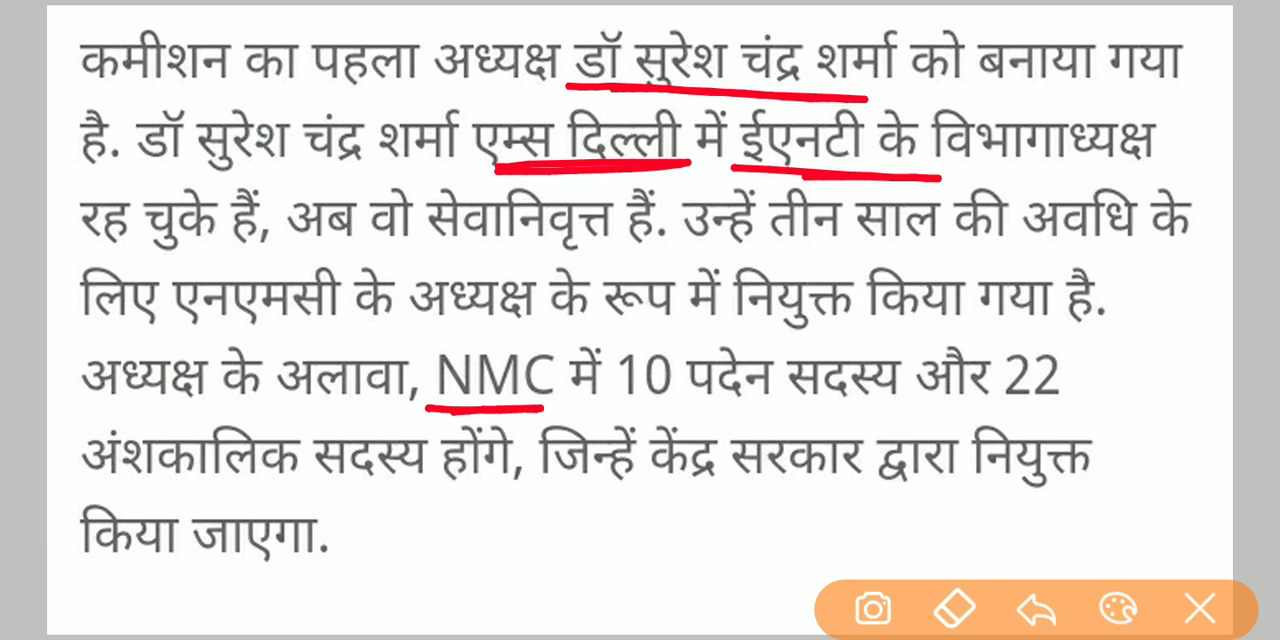 कमीशन का पहला अध्यक्ष डॉ सुरेश चंद्र शर्मा को बनाया गया
है. डॉ सुरेश चंद्र शर्मा एम्स दिल्ली में ईएनटी के विभागाध्यक्ष
रह चुके हैं, अब वो सेवानिवृत्त हैं. उन्हें तीन साल की अवधि के
लिए एनएमसी के अध्यक्ष के रूप में नियुक्त किया गया है.
अध्यक्ष के अलावा, NMC में 10 पदेन सदस्य और 22
अंशकालिक सदस्य होंगे, जिन्हें केंद्र सरकार द्वारा नियुक्त
किया जाएगा.